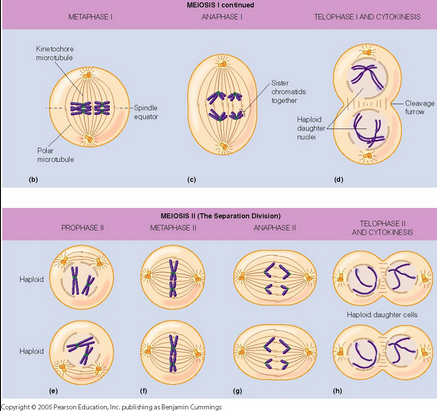 MEIOSIS I continued
METAPHASE I
ANAPHASE I
TELOPHASE I AND CYTOKINESIS
Kinetochore
microtubule
Spindle
equator
Polar
microtubule
(b)
Sister
chromatids
together
(c)
Cleavage
furrow
Haploid
daughter
nuclei
(d)
MEIOSIS II (The Separation Division)
PROPHASE II
METAPHASE II
ANAPHASE II
TELOPHASE II
AND CYTOKINESIS
Haploid
Haploid daughter cells
Haploid
(e)
(f)
(g)
(h)
Copyright © 2005 Pearson Education, Inc. publishing as Benjamin Cummings